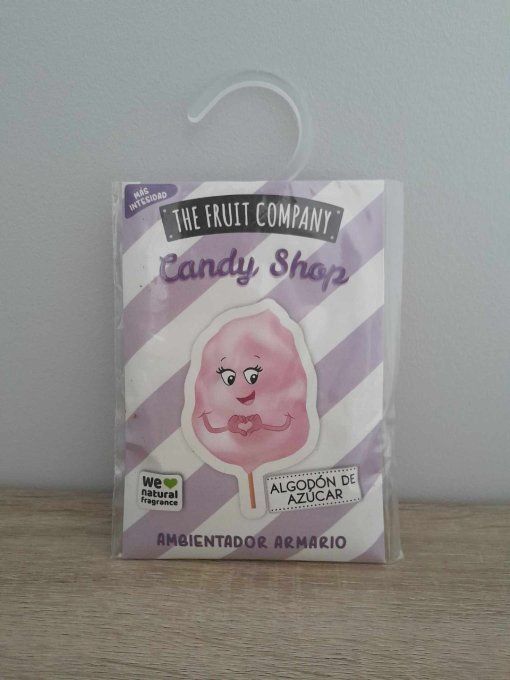 MÁS
INTESIDAD
THE FRUIT COMPANY
Candy Shop
we
natural
fragrance
ALGODÓN DE
AZÚCAR
AMBIENTADOR ARMARIO